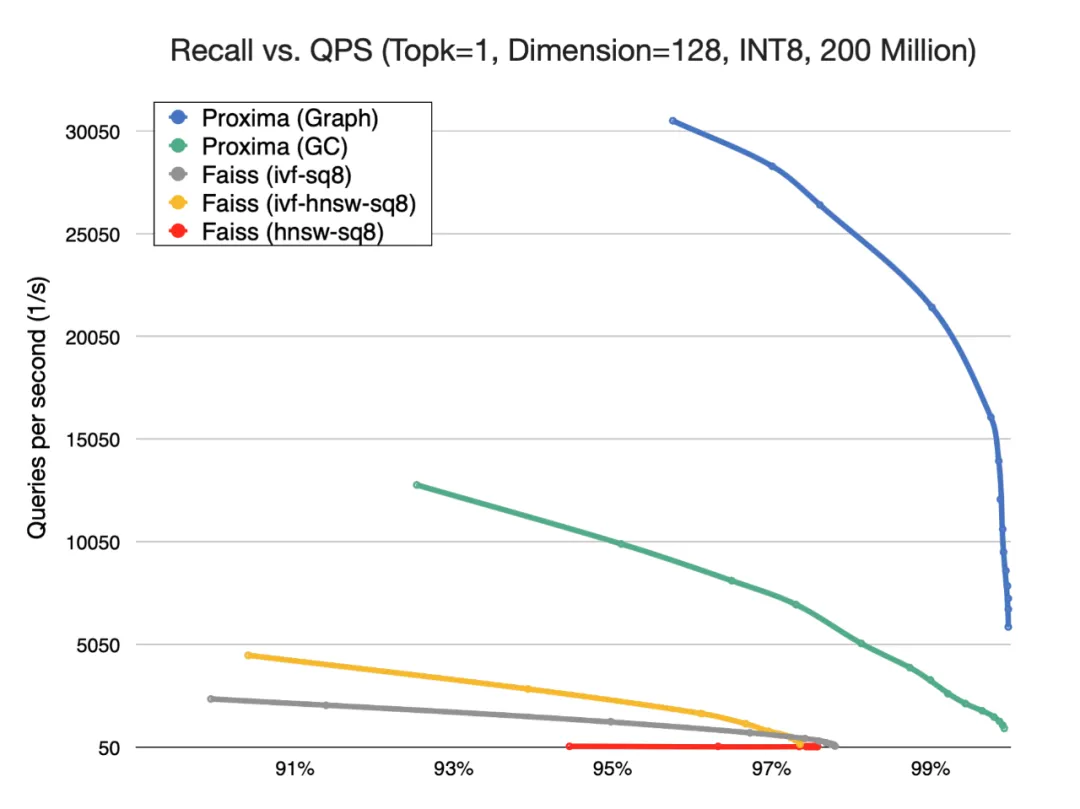 Recall vs. QPS (Topk=1, Dimension=128, INT8, 200 Million)
Proxima (Graph)
Proxima (GC)
Faiss (ivf-sq8)
Faiss (ivf-hnsw-sq8)
Faiss (hnsw-sq8)
Queries per second (1/s)
30050
25050
20050
15050
10050
5050
50
91% 93% 95% 97% 99%